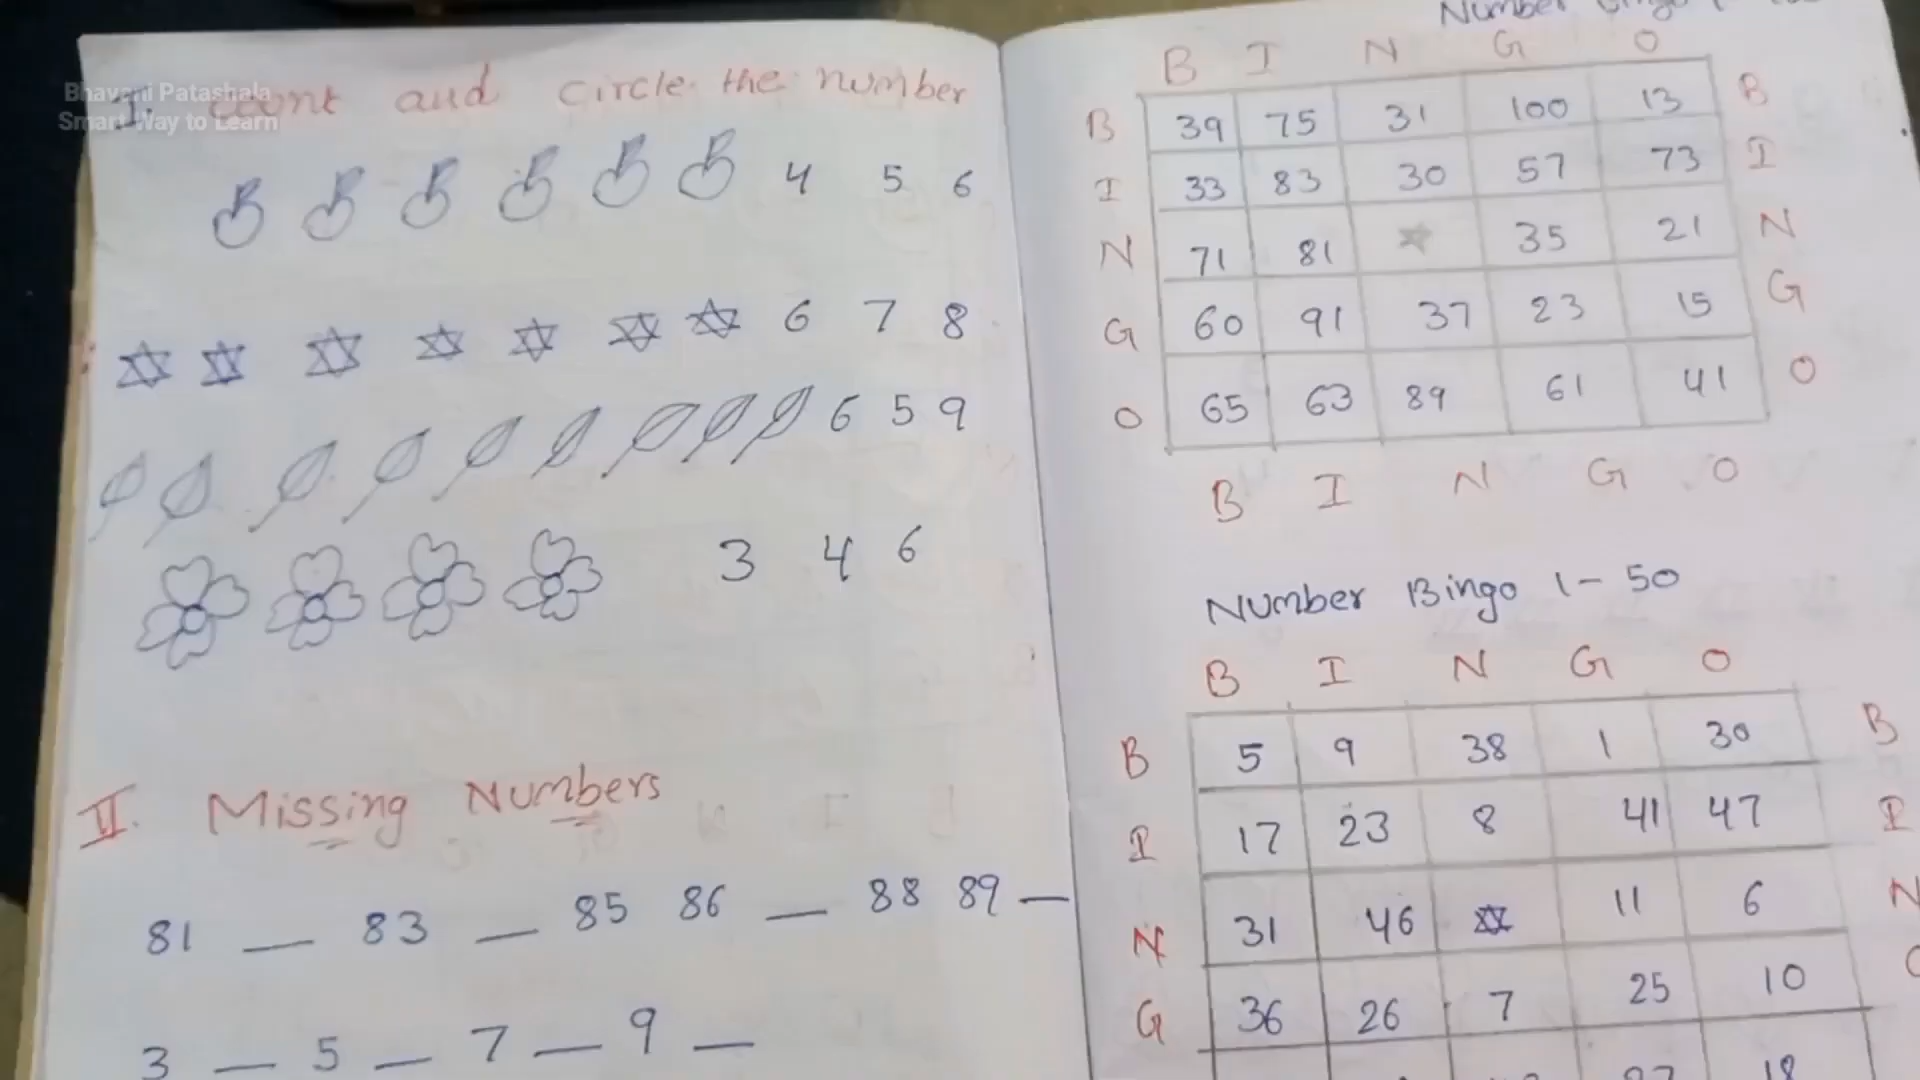 Bhavani Patashala
Smart Way to Learn
I. count and circle the number
4 5 6
6 7 8
6 5 9
3 4 6
II. Missing Numbers
81 __ 83 __ 85 86 __ 88 89 __
3 __ 5 __ 7 __ 9 __
Number Bingo
B I N G O
B 39 75 31 100 13 B
I 33 83 30 57 73 I
N 71 81 35 21 N
G 60 91 37 23 15 G
O 65 63 89 61 41 O
B I N G O
Number Bingo 1 - 50
B I N G O
B 5 9 38 1 30 B
I 17 23 8 41 47 I
N 31 46 11 6 N
G 36 26 7 25 10
18